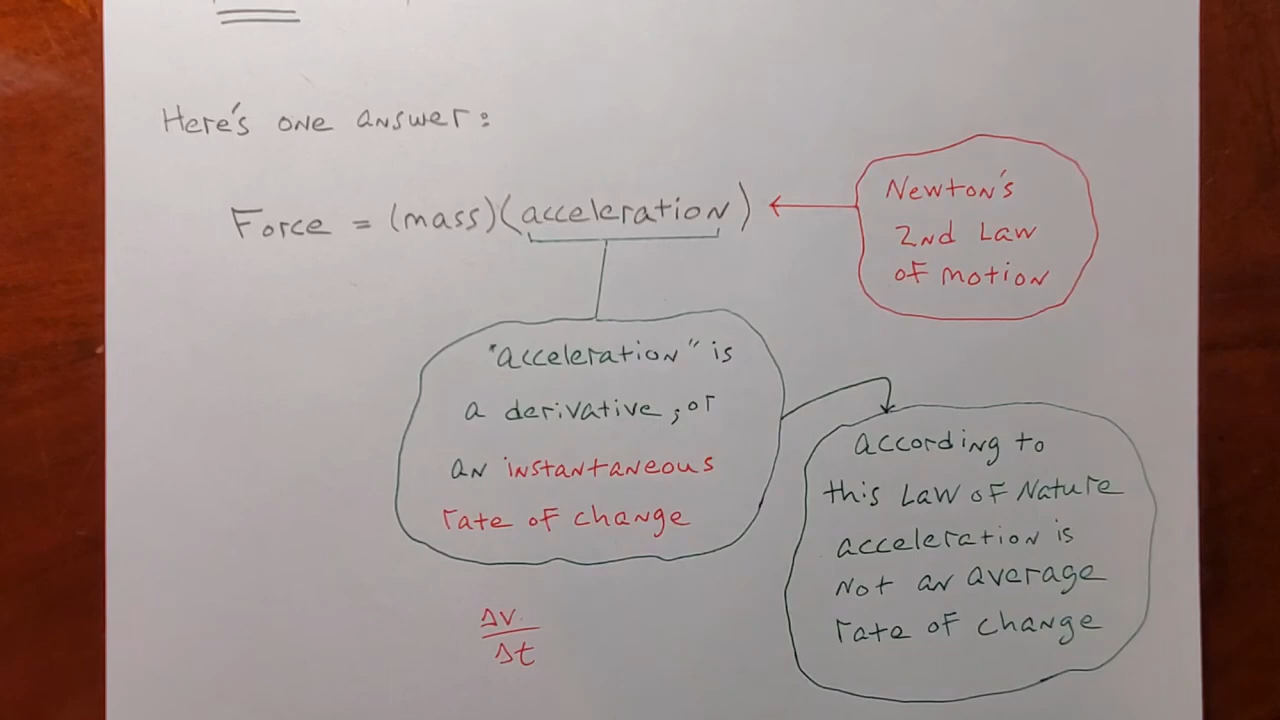 Here's one answer:
Force = (mass)(acceleration)
Newton's
2nd Law
of motion
"acceleration" is
a derivative, or
an instantaneous
rate of change
according to
this Law of Nature
acceleration is
not an average
rate of change
Δv
Δt